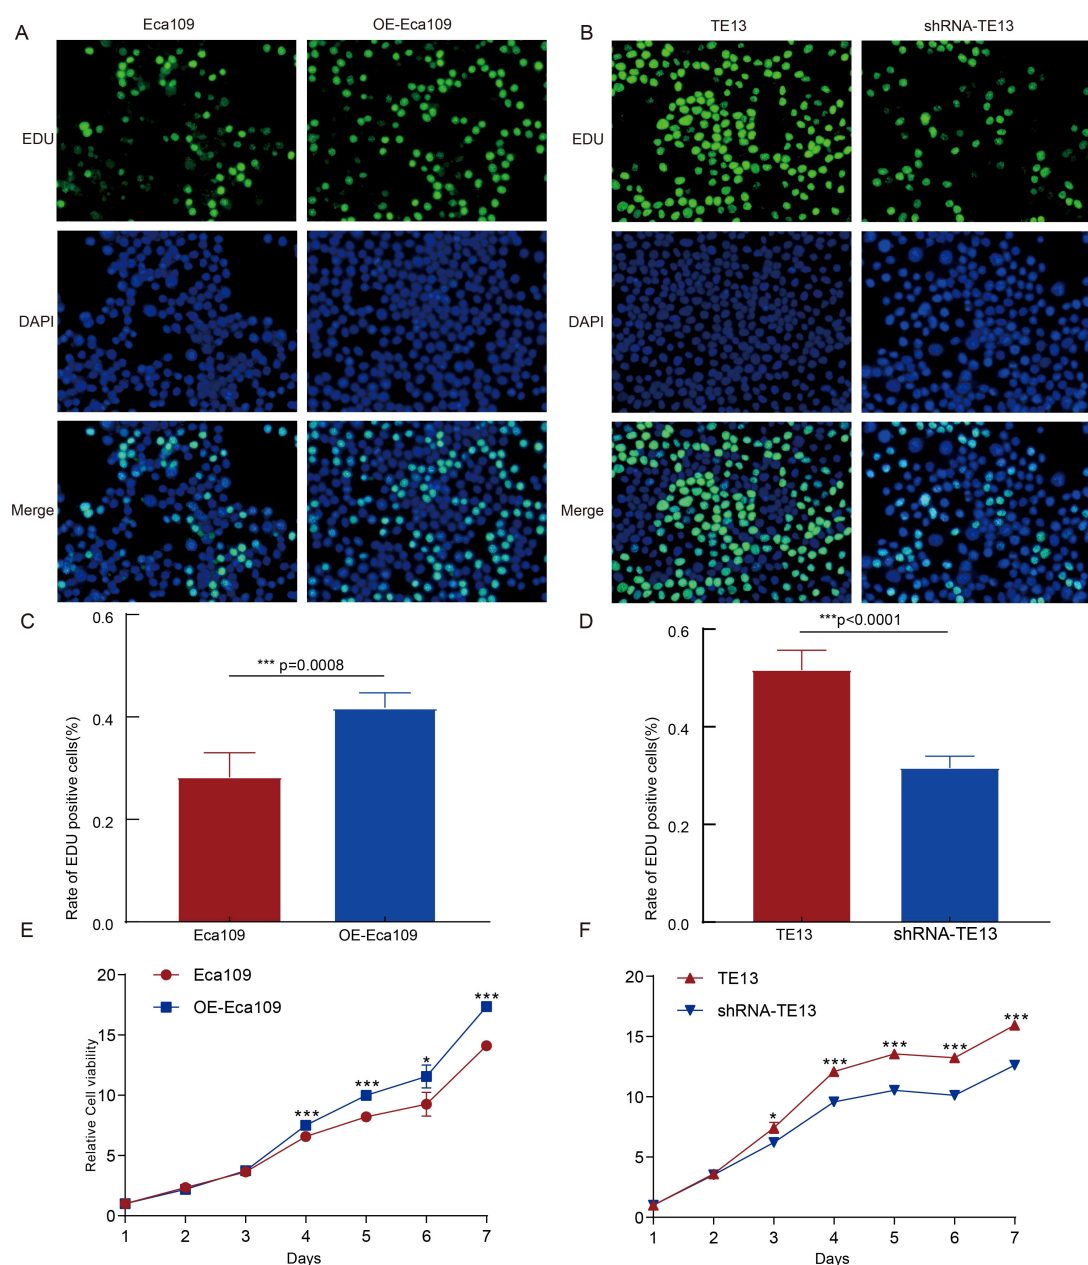 A
Eca109
OE-Eca109
B
TE13
shRNA-TE13
EDU
EDU
DAPI
DAPI
Merge
Merge
C
Rate of EDU positive cells(%)
0.6
0.4
0.2
0.0
*** p=0.0008
Eca109
OE-Eca109
D
Rate of EDU positive cells(%)
0.6
0.4
0.2
0.0
***p<0.0001
TE13
shRNA-TE13
E
Eca109
OE-Eca109
Relative Cell viability
20
15
10
5
0
***
***
*
***
1 2 3 4 5 6 7
Days
F
TE13
shRNA-TE13
20
15
10
5
0
*
***
***
***
***
1 2 3 4 5 6 7
Days